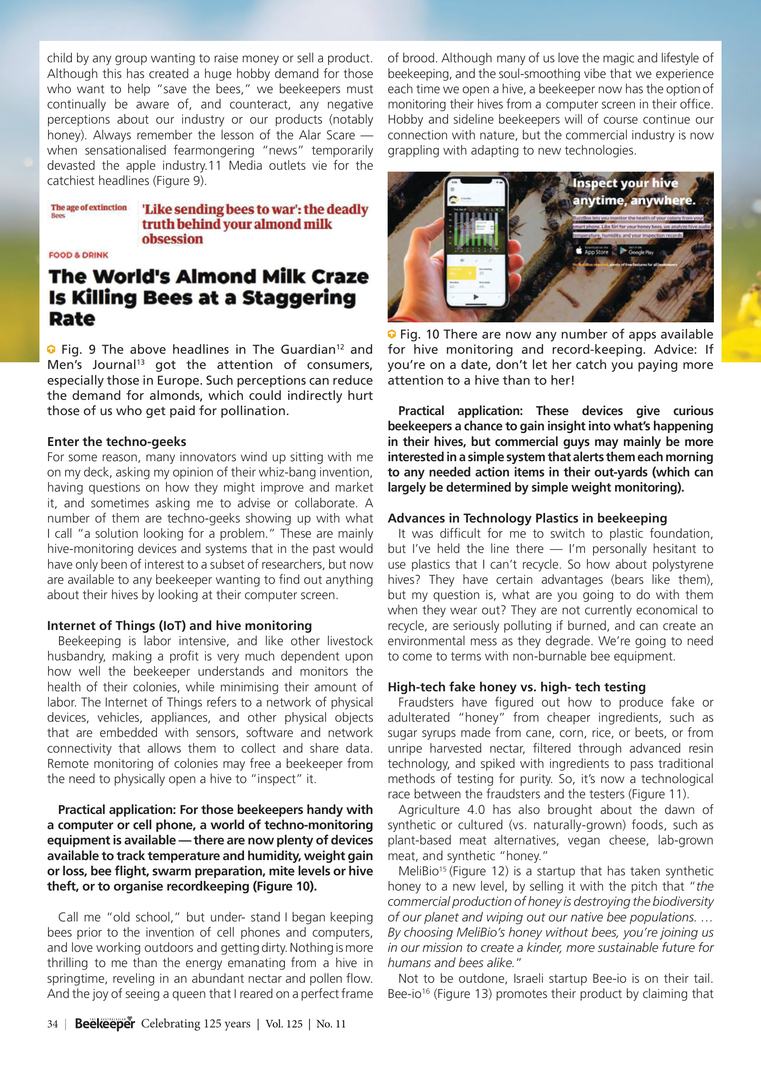 child by any group wanting to raise money or sell a product.
Although this has created a huge hobby demand for those
who want to help “save the bees,” we beekeepers must
continually be aware of, and counteract, any negative
perceptions about our industry or our products (notably
honey). Always remember the lesson of the Alar Scare —
when sensationalised fearmongering “news” temporarily
devasted the apple industry.11 Media outlets vie for the
catchiest headlines (Figure 9).
The age of extinction
Bees
'Like sending bees to war': the deadly
truth behind your almond milk
obsession
FOOD & DRINK
The World's Almond Milk Craze
Is Killing Bees at a Staggering
Rate
Fig. 9 The above headlines in The Guardian12 and
Men’s Journal13 got the attention of consumers,
especially those in Europe. Such perceptions can reduce
the demand for almonds, which could indirectly hurt
those of us who get paid for pollination.
Enter the techno-geeks
For some reason, many innovators wind up sitting with me
on my deck, asking my opinion of their whiz-bang invention,
having questions on how they might improve and market
it, and sometimes asking me to advise or collaborate. A
number of them are techno-geeks showing up with what
I call “a solution looking for a problem.” These are mainly
hive-monitoring devices and systems that in the past would
have only been of interest to a subset of researchers, but now
are available to any beekeeper wanting to find out anything
about their hives by looking at their computer screen.
Internet of Things (IoT) and hive monitoring
Beekeeping is labor intensive, and like other livestock
husbandry, making a profit is very much dependent upon
how well the beekeeper understands and monitors the
health of their colonies, while minimising their amount of
labor. The Internet of Things refers to a network of physical
devices, vehicles, appliances, and other physical objects
that are embedded with sensors, software and network
connectivity that allows them to collect and share data.
Remote monitoring of colonies may free a beekeeper from
the need to physically open a hive to “inspect” it.
Practical application: For those beekeepers handy with
a computer or cell phone, a world of techno-monitoring
equipment is available — there are now plenty of devices
available to track temperature and humidity, weight gain
or loss, bee flight, swarm preparation, mite levels or hive
theft, or to organise recordkeeping (Figure 10).
Call me “old school,” but under- stand I began keeping
bees prior to the invention of cell phones and computers,
and love working outdoors and getting dirty. Nothing is more
thrilling to me than the energy emanating from a hive in
springtime, reveling in an abundant nectar and pollen flow.
And the joy of seeing a queen that I reared on a perfect frame
of brood. Although many of us love the magic and lifestyle of
beekeeping, and the soul-smoothing vibe that we experience
each time we open a hive, a beekeeper now has the option of
monitoring their hives from a computer screen in their office.
Hobby and sideline beekeepers will of course continue our
connection with nature, but the commercial industry is now
grappling with adapting to new technologies.
Inspect your hive
anytime, anywhere.
App Store Google Play
Fig. 10 There are now any number of apps available
for hive monitoring and record-keeping. Advice: If
you’re on a date, don’t let her catch you paying more
attention to a hive than to her!
Practical application: These devices give curious
beekeepers a chance to gain insight into what’s happening
in their hives, but commercial guys may mainly be more
interested in a simple system that alerts them each morning
to any needed action items in their out-yards (which can
largely be determined by simple weight monitoring).
Advances in Technology Plastics in beekeeping
It was difficult for me to switch to plastic foundation,
but I’ve held the line there — I’m personally hesitant to
use plastics that I can’t recycle. So how about polystyrene
hives? They have certain advantages (bears like them),
but my question is, what are you going to do with them
when they wear out? They are not currently economical to
recycle, are seriously polluting if burned, and can create an
environmental mess as they degrade. We’re going to need
to come to terms with non-burnable bee equipment.
High-tech fake honey vs. high- tech testing
Fraudsters have figured out how to produce fake or
adulterated “honey” from cheaper ingredients, such as
sugar syrups made from cane, corn, rice, or beets, or from
unripe harvested nectar, filtered through advanced resin
technology, and spiked with ingredients to pass traditional
methods of testing for purity. So, it’s now a technological
race between the fraudsters and the testers (Figure 11).
Agriculture 4.0 has also brought about the dawn of
synthetic or cultured (vs. naturally-grown) foods, such as
plant-based meat alternatives, vegan cheese, lab-grown
meat, and synthetic “honey.”
MeliBio15 (Figure 12) is a startup that has taken synthetic
honey to a new level, by selling it with the pitch that “the
commercial production of honey is destroying the biodiversity
of our planet and wiping out our native bee populations. …
By choosing MeliBio’s honey without bees, you’re joining us
in our mission to create a kinder, more sustainable future for
humans and bees alike.”
Not to be outdone, Israeli startup Bee-io is on their tail.
Bee-io16 (Figure 13) promotes their product by claiming that
34 | Beekeeper Celebrating 125 years | Vol. 125 | No. 11